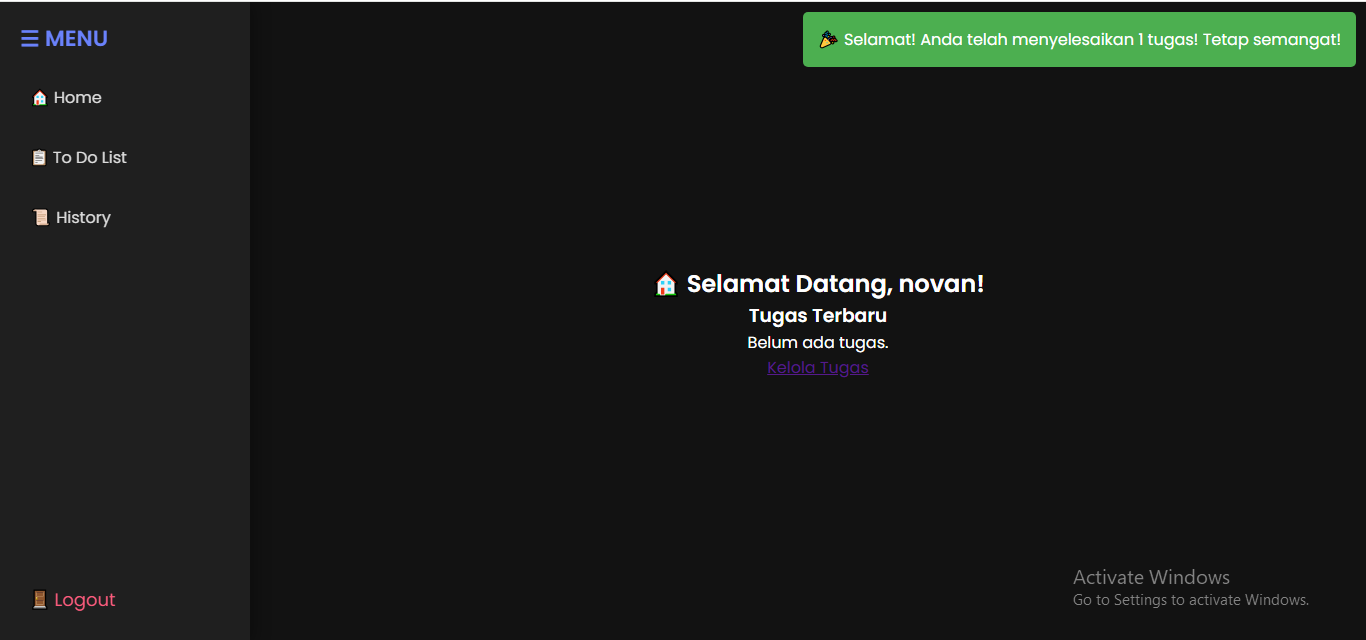 ☰ MENU
🏠 Home
📋 To Do List
📜 History
🚪 Logout
🎉 Selamat! Anda telah menyelesaikan 1 tugas! Tetap semangat!
🏠 Selamat Datang, novan!
Tugas Terbaru
Belum ada tugas.
Kelola Tugas
Activate Windows
Go to Settings to activate Windows.